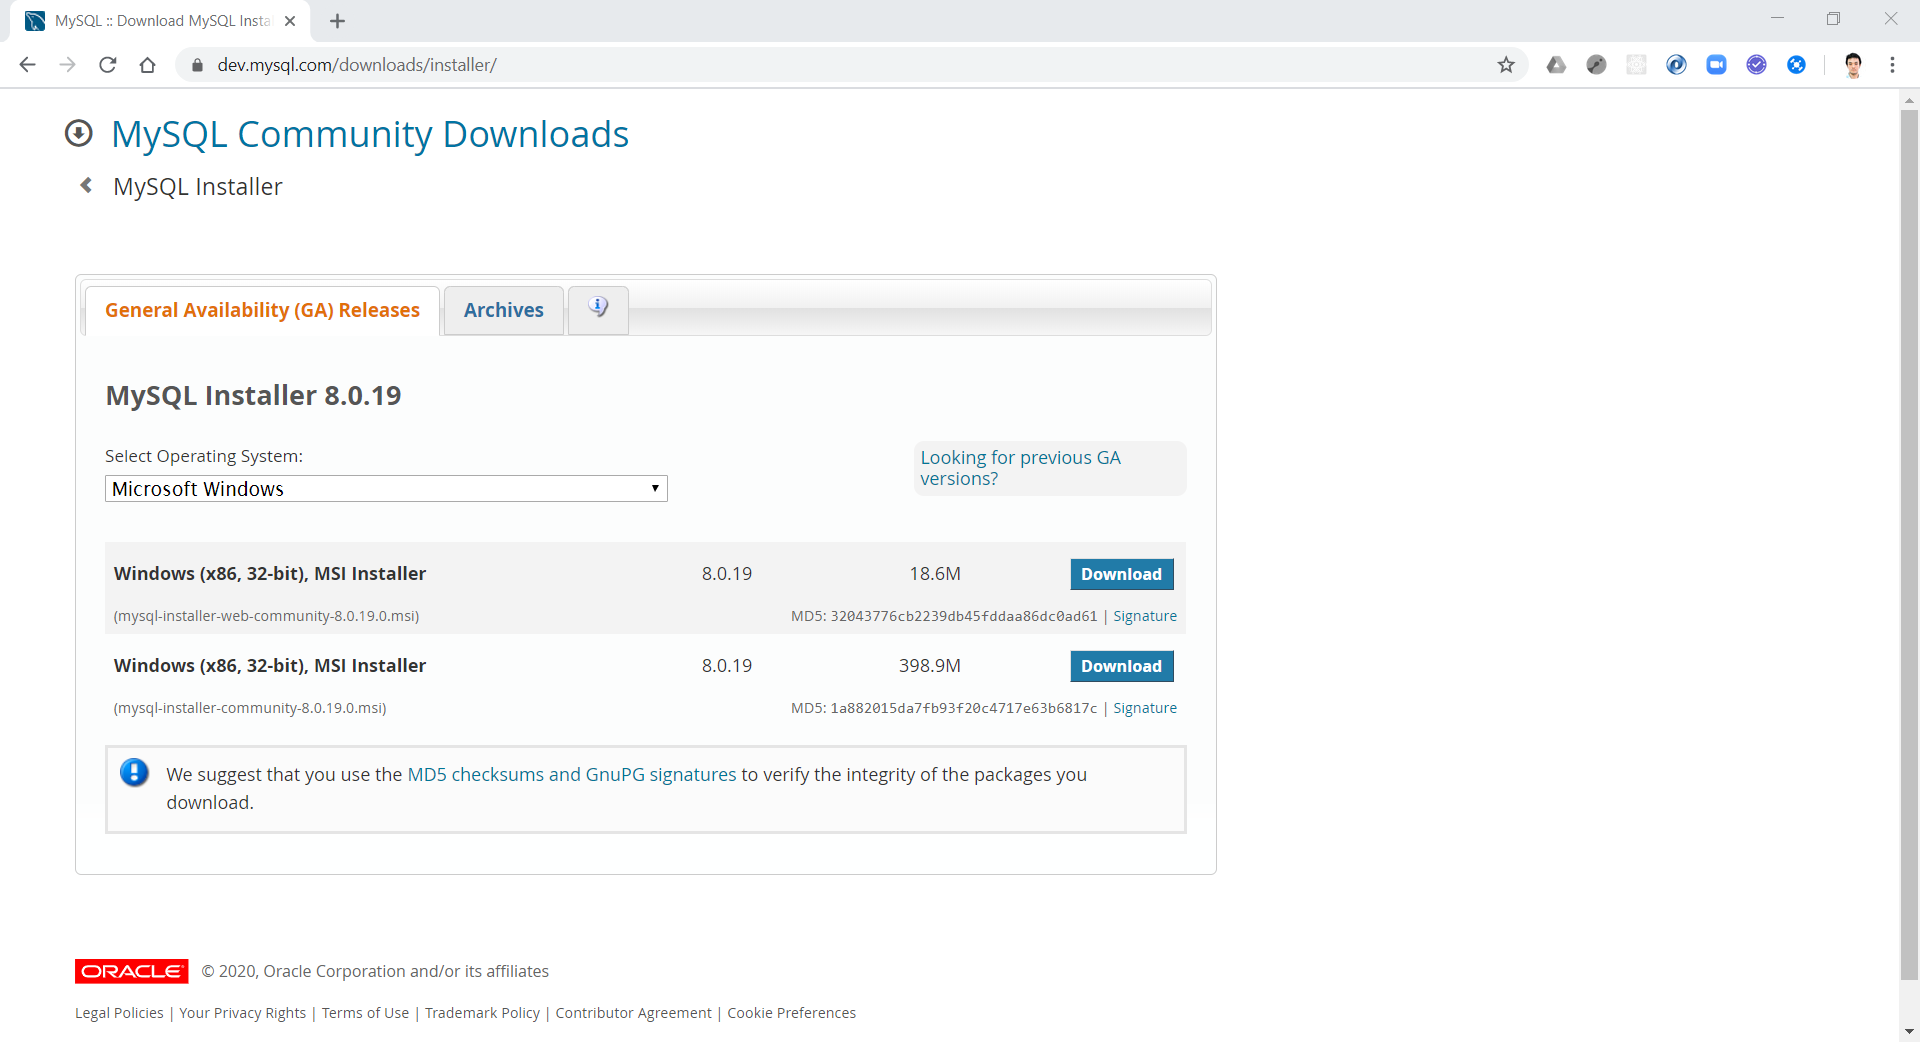 MySQL :: Download MySQL Insta
dev.mysql.com/downloads/installer/
MySQL Community Downloads
MySQL Installer
General Availability (GA) Releases
Archives
MySQL Installer 8.0.19
Select Operating System:
Looking for previous GA
versions?
Microsoft Windows
Windows (x86, 32-bit), MSI Installer 8.0.19 18.6M Download
(mysql-installer-web-community-8.0.19.0.msi) MD5: 32043776cb2239db45fddaa86dc0ad61 | Signature
Windows (x86, 32-bit), MSI Installer 8.0.19 398.9M Download
(mysql-installer-community-8.0.19.0.msi) MD5: 1a882015da7fb93f20c4717e63b6817c | Signature
We suggest that you use the MD5 checksums and GnuPG signatures to verify the integrity of the packages you
download.
ORACLE © 2020, Oracle Corporation and/or its affiliates
Legal Policies | Your Privacy Rights | Terms of Use | Trademark Policy | Contributor Agreement | Cookie Preferences